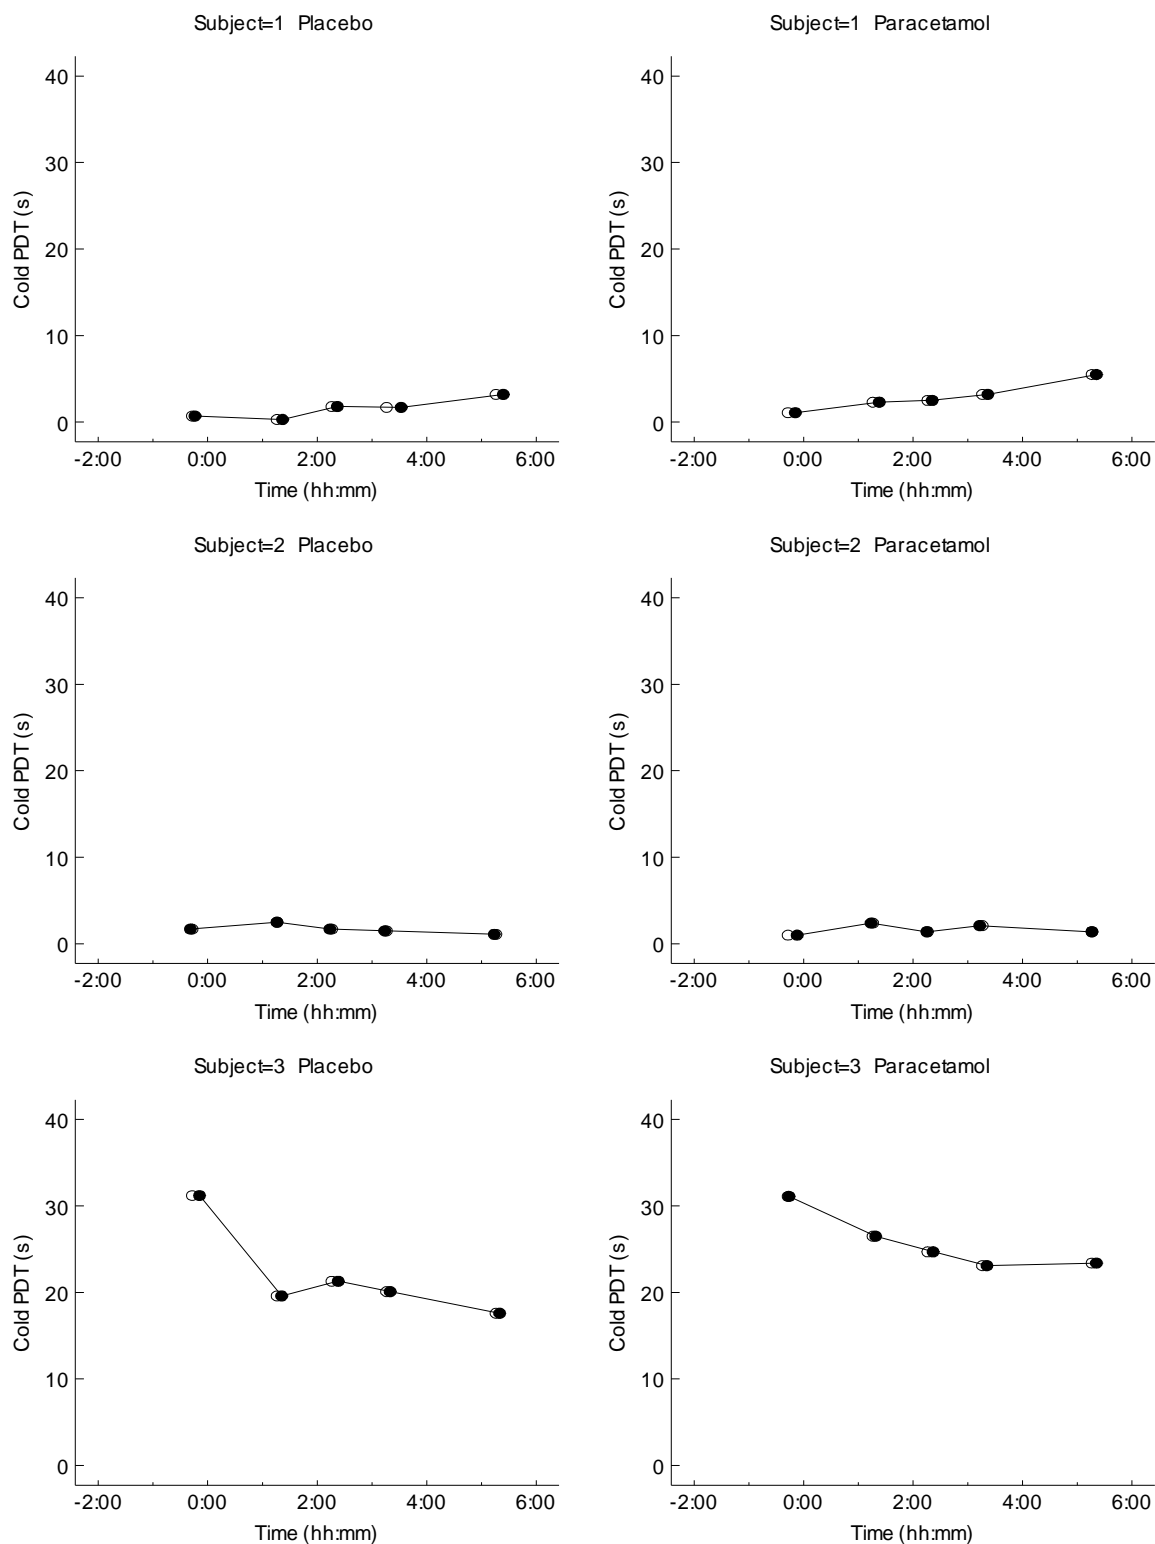 Subject=1 Placebo
40
30
20
10
0
Cold PDT (s)
-2:00 0:00 2:00 4:00 6:00
Time (hh:mm)
Subject=1 Paracetamol
40
30
20
10
0
Cold PDT (s)
-2:00 0:00 2:00 4:00 6:00
Time (hh:mm)
Subject=2 Placebo
40
30
20
10
0
Cold PDT (s)
-2:00 0:00 2:00 4:00 6:00
Time (hh:mm)
Subject=2 Paracetamol
40
30
20
10
0
Cold PDT (s)
-2:00 0:00 2:00 4:00 6:00
Time (hh:mm)
Subject=3 Placebo
40
30
20
10
0
Cold PDT (s)
-2:00 0:00 2:00 4:00 6:00
Time (hh:mm)
Subject=3 Paracetamol
40
30
20
10
0
Cold PDT (s)
-2:00 0:00 2:00 4:00 6:00
Time (hh:mm)